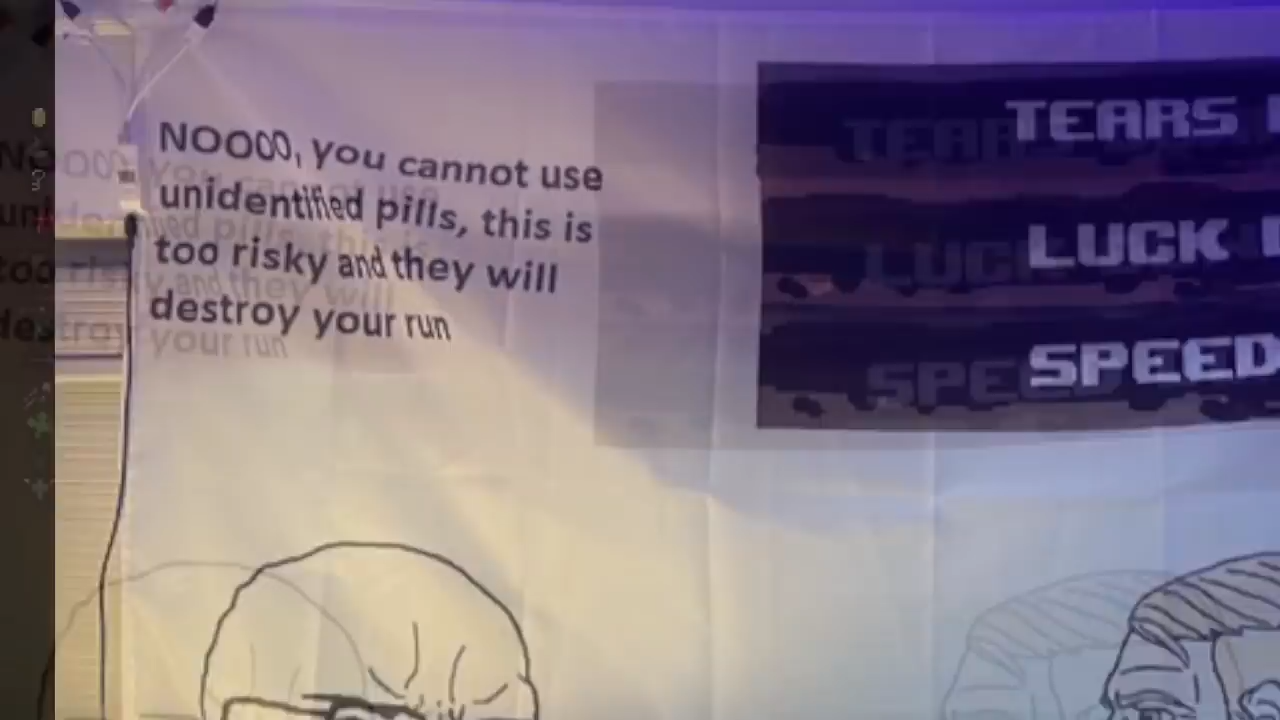 NOOOO, you cannot use
unidentified pills, this is
too risky and they will
destroy your run
TEARS
LUCK
SPEED